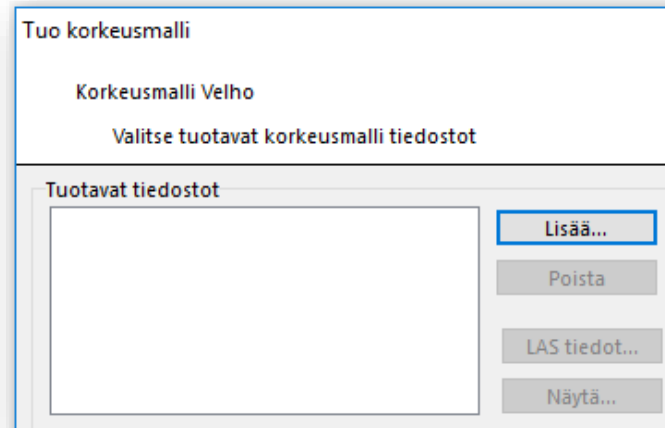 Tuo korkeusmalli
Korkeusmalli Velho
Valitse tuotavat korkeusmalli tiedostot
Tuotavat tiedostot
Lisää...
Poista
LAS tiedot...
Näytä...